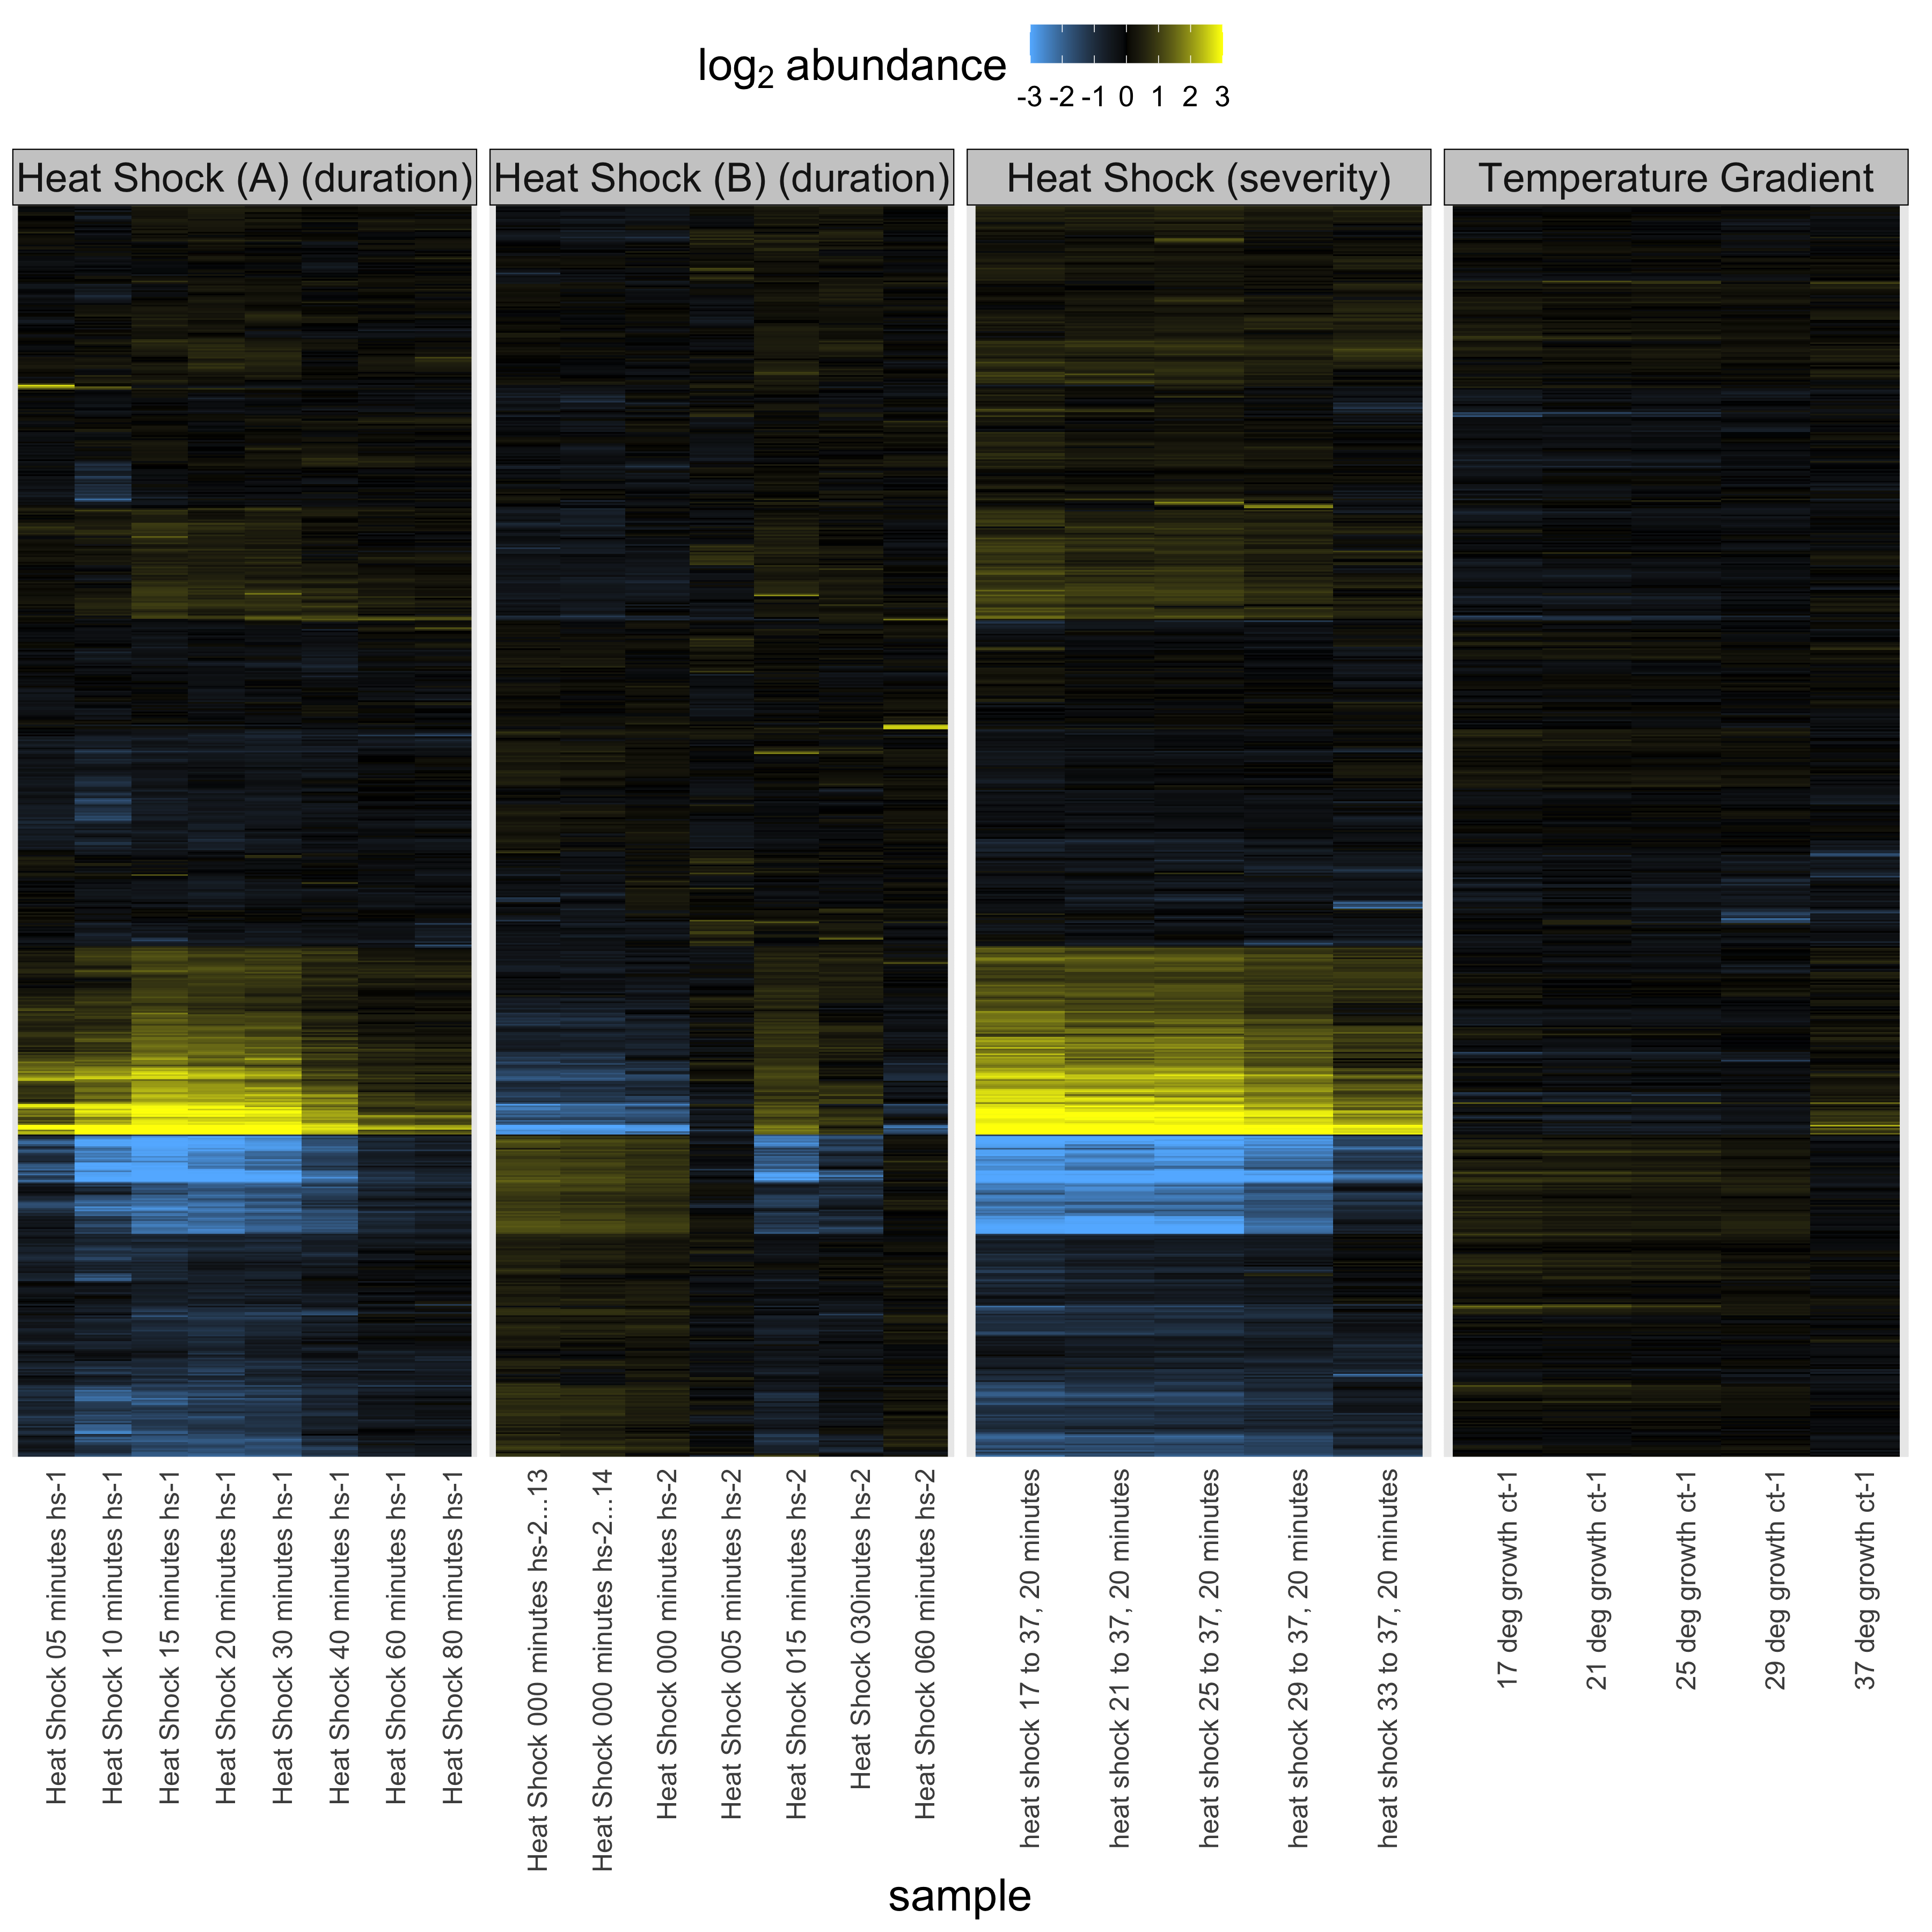 log2 abundance
-3 -2 -1 0 1 2 3
Heat Shock (A) (duration)
Heat Shock (B) (duration)
Heat Shock (severity)
Temperature Gradient
Heat Shock 05 minutes hs-1
Heat Shock 10 minutes hs-1
Heat Shock 15 minutes hs-1
Heat Shock 20 minutes hs-1
Heat Shock 30 minutes hs-1
Heat Shock 40 minutes hs-1
Heat Shock 60 minutes hs-1
Heat Shock 80 minutes hs-1
Heat Shock 000 minutes hs-2...13
Heat Shock 000 minutes hs-2...14
Heat Shock 000 minutes hs-2
Heat Shock 005 minutes hs-2
Heat Shock 015 minutes hs-2
Heat Shock 030inutes hs-2
Heat Shock 060 minutes hs-2
heat shock 17 to 37, 20 minutes
heat shock 21 to 37, 20 minutes
heat shock 25 to 37, 20 minutes
heat shock 29 to 37, 20 minutes
heat shock 33 to 37, 20 minutes
17 deg growth ct-1
21 deg growth ct-1
25 deg growth ct-1
29 deg growth ct-1
37 deg growth ct-1
sample